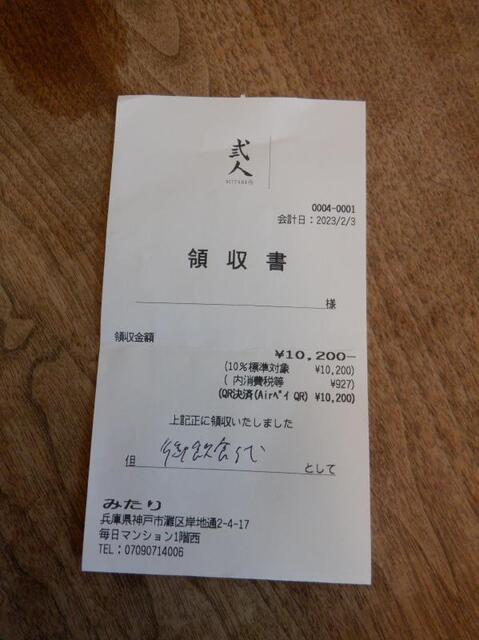 弐人
0004-0001
会計日：2023/2/3
領 収 書
様
領収金額
¥10,200-
(10%標準対象 ¥10,200)
( 内消費税等 ¥927)
(QR決済(Airﾍﾟｲ QR) ¥10,200)
上記正に領収いたしました
但 御飲食代 として
みたり
兵庫県神戸市灘区岸地通2-4-17
毎日マンション1階西
TEL：07090714006